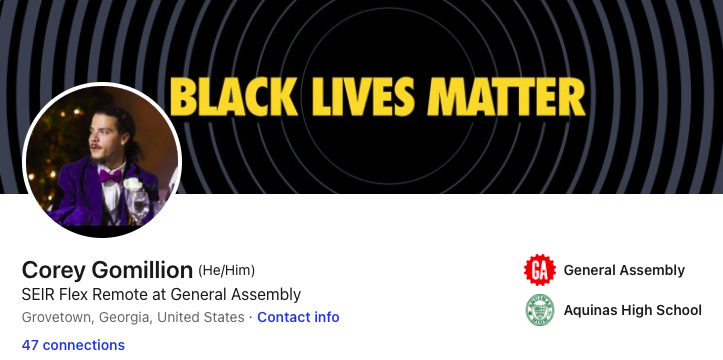 BLACK LIVES MATTER
Corey Gomillion (He/Him)
SEIR Flex Remote at General Assembly
Grovetown, Georgia, United States · Contact info
47 connections
GA General Assembly
Aquinas High School